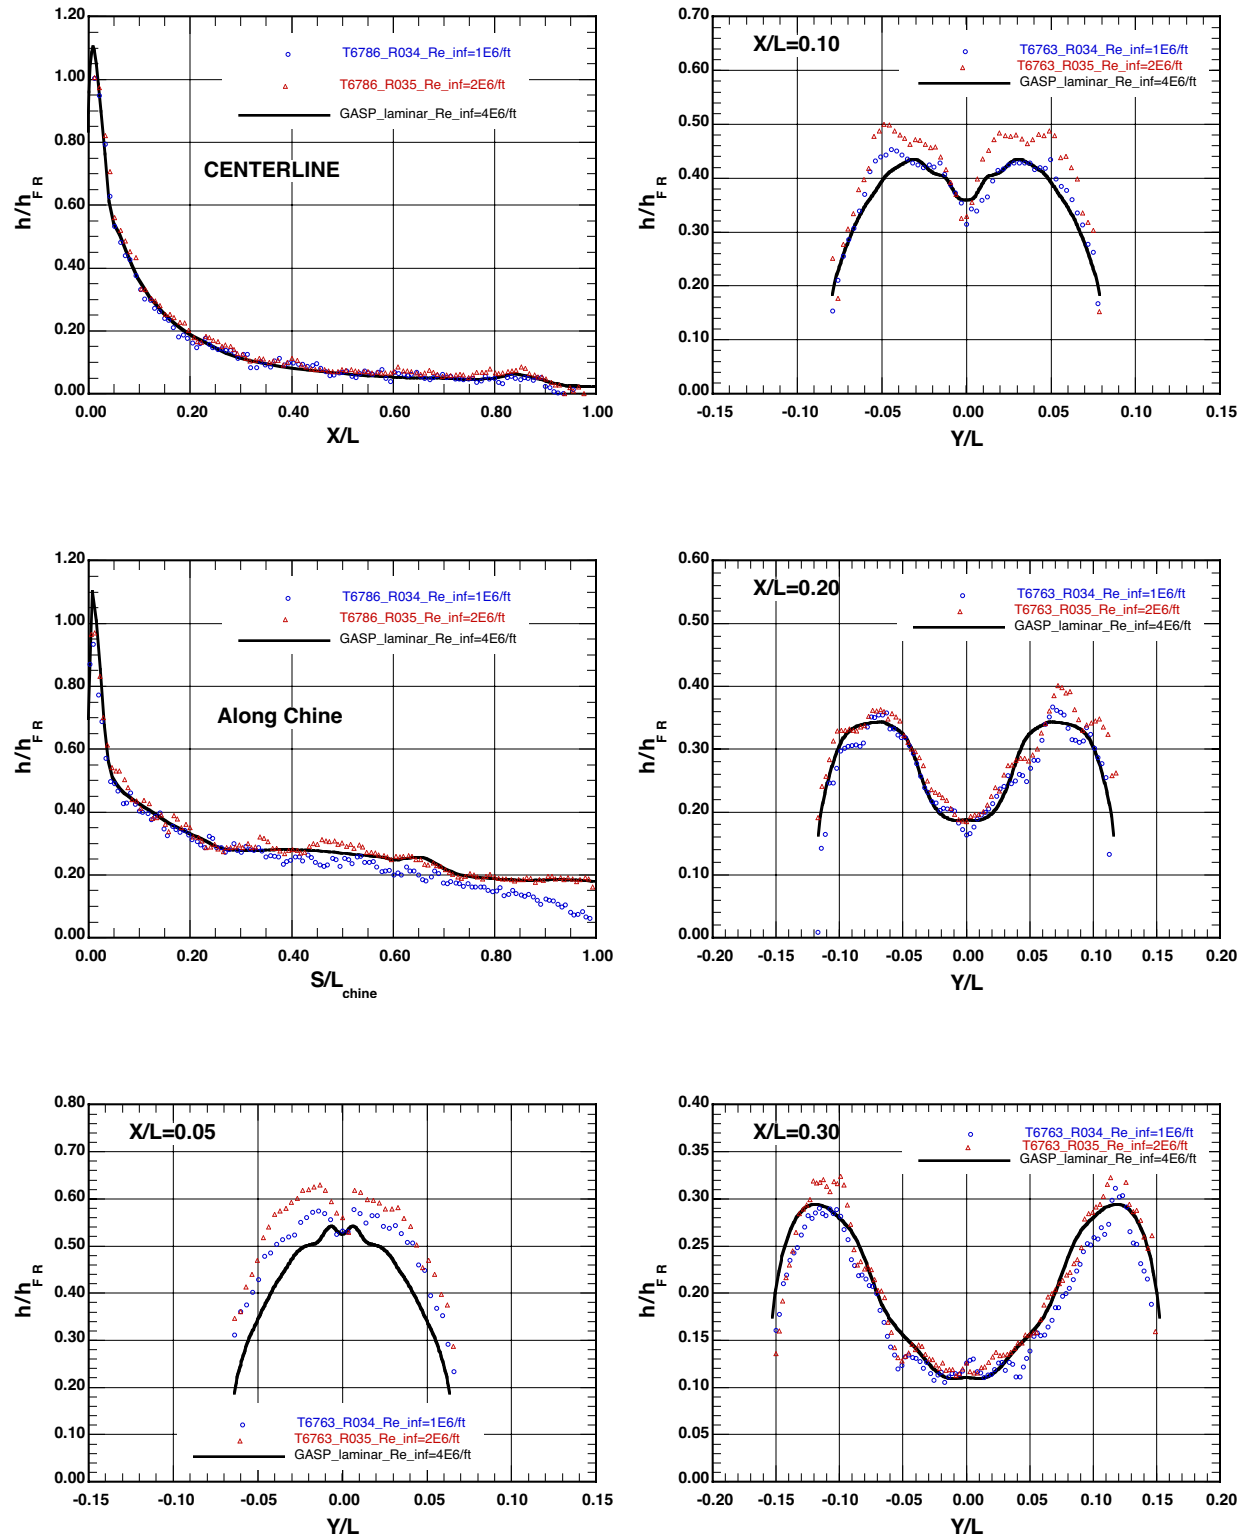 1.20
1.00
0.80
0.60
0.40
0.20
0.00
h/h F R
T6786_R034_Re_inf=1E6/ft
T6786_R035_Re_inf=2E6/ft
GASP_laminar_Re_inf=4E6/ft
CENTERLINE
0.00 0.20 0.40 0.60 0.80 1.00
X/L
0.70
0.60
0.50
0.40
0.30
0.20
0.10
0.00
h/h F R
X/L=0.10
T6763_R034_Re_inf=1E6/ft
T6763_R035_Re_inf=2E6/ft
GASP_laminar_Re_inf=4E6/ft
-0.15 -0.10 -0.05 0.00 0.05 0.10 0.15
Y/L
1.20
1.00
0.80
0.60
0.40
0.20
0.00
h/h F R
T6786_R034_Re_inf=1E6/ft
T6786_R035_Re_inf=2E6/ft
GASP_laminar_Re_inf=4E6/ft
Along Chine
0.00 0.20 0.40 0.60 0.80 1.00
S/L chine
0.60
0.50
0.40
0.30
0.20
0.10
0.00
h/h F R
X/L=0.20
T6763_R034_Re_inf=1E6/ft
T6763_R035_Re_inf=2E6/ft
GASP_laminar_Re_inf=4E6/ft
-0.20 -0.15 -0.10 -0.05 0.00 0.05 0.10 0.15 0.20
Y/L
0.80
0.70
0.60
0.50
0.40
0.30
0.20
0.10
0.00
h/h F R
X/L=0.05
T6763_R034_Re_inf=1E6/ft
T6763_R035_Re_inf=2E6/ft
GASP_laminar_Re_inf=4E6/ft
-0.15 -0.10 -0.05 0.00 0.05 0.10 0.15
Y/L
0.40
0.35
0.30
0.25
0.20
0.15
0.10
0.05
0.00
h/h F R
X/L=0.30
T6763_R034_Re_inf=1E6/ft
T6763_R035_Re_inf=2E6/ft
GASP_laminar_Re_inf=4E6/ft
-0.20 -0.15 -0.10 -0.05 0.00 0.05 0.10 0.15 0.20
Y/L